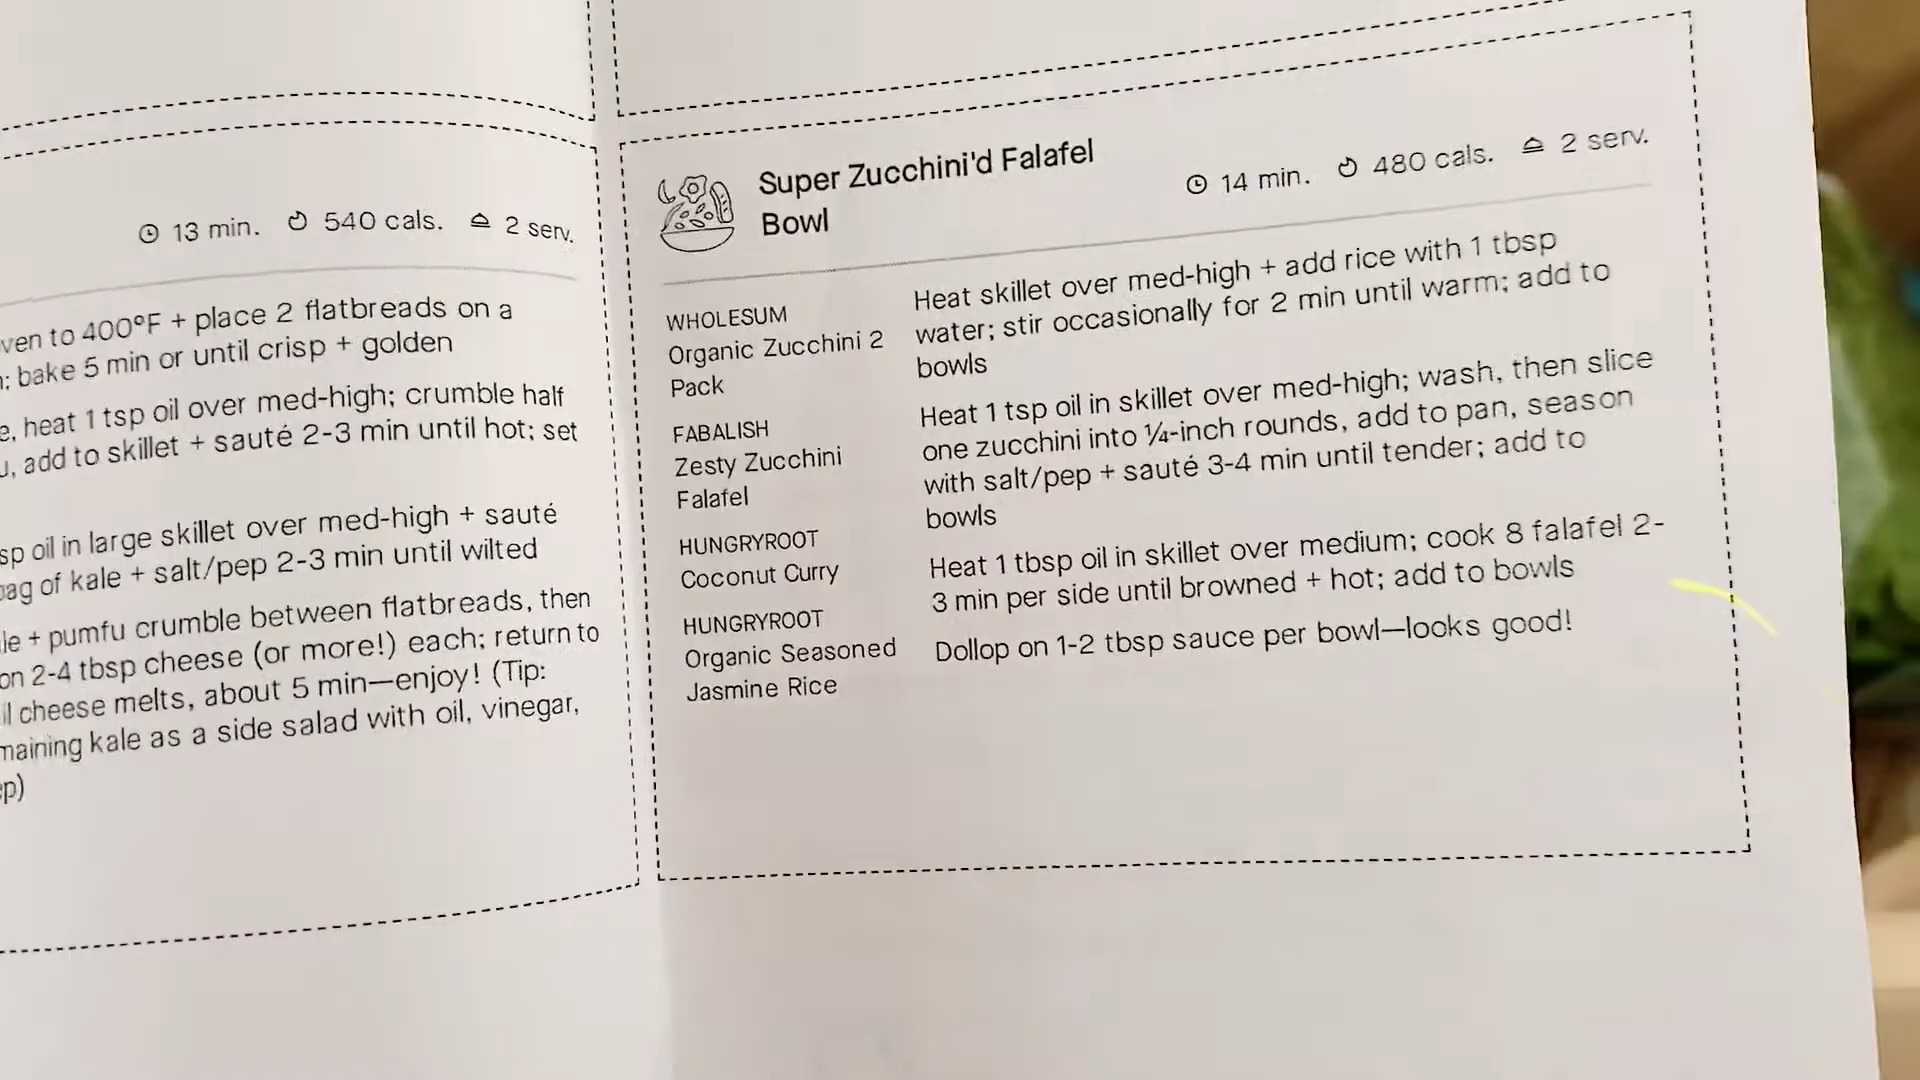 13 min. 540 cals. 2 serv.
to 400°F + place 2 flatbreads on a
bake 5 min or until crisp + golden
heat 1 tsp oil over med-high; crumble half
add to skillet + sauté 2-3 min until hot; set
oil in large skillet over med-high + sauté
of kale + salt/pep 2-3 min until wilted
+ pumfu crumble between flatbreads, then
on 2-4 tbsp cheese (or more!) each; return to
cheese melts, about 5 min—enjoy! (Tip:
kale as a side salad with oil, vinegar,
Super Zucchini'd Falafel
Bowl
14 min. 480 cals. 2 serv.
WHOLESUM
Organic Zucchini 2
Pack
FABALISH
Zesty Zucchini
Falafel
HUNGRYROOT
Coconut Curry
HUNGRYROOT
Organic Seasoned
Jasmine Rice
Heat skillet over med-high + add rice with 1 tbsp
water; stir occasionally for 2 min until warm; add to
bowls
Heat 1 tsp oil in skillet over med-high; wash, then slice
one zucchini into ¼-inch rounds, add to pan, season
with salt/pep + sauté 3-4 min until tender; add to
bowls
Heat 1 tbsp oil in skillet over medium; cook 8 falafel 2-
3 min per side until browned + hot; add to bowls
Dollop on 1-2 tbsp sauce per bowl—looks good!